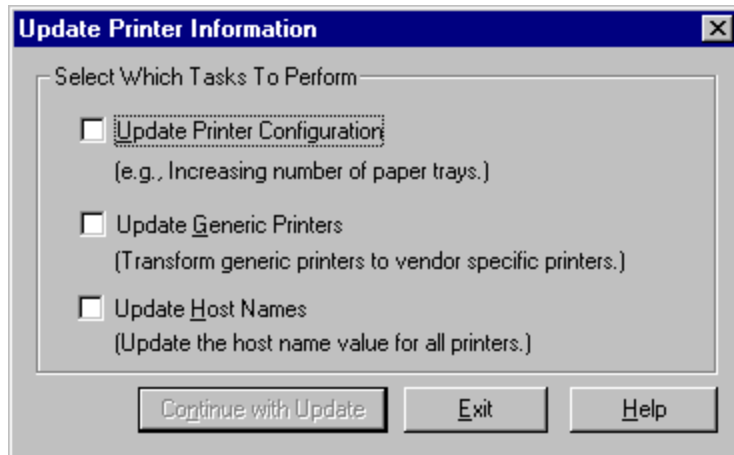 Update Printer Information
Select Which Tasks To Perform
Update Printer Configuration
(e.g., Increasing number of paper trays.)
Update Generic Printers
(Transform generic printers to vendor specific printers.)
Update Host Names
(Update the host name value for all printers.)
Continue with Update Exit Help